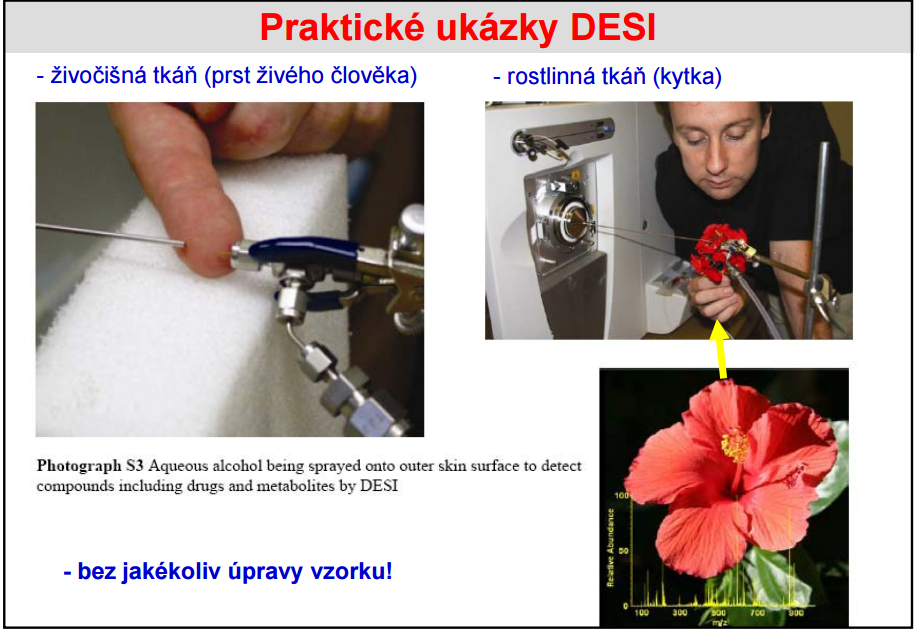 Praktické ukázky DESI
- živočišná tkáň (prst živého člověka)
- rostlinná tkáň (kytka)
Photograph S3 Aqueous alcohol being sprayed onto outer skin surface to detect
compounds including drugs and metabolites by DESI
- bez jakékoliv úpravy vzorku!
Relative Abundance
100
50
0
100 300 500 700 900
m/z